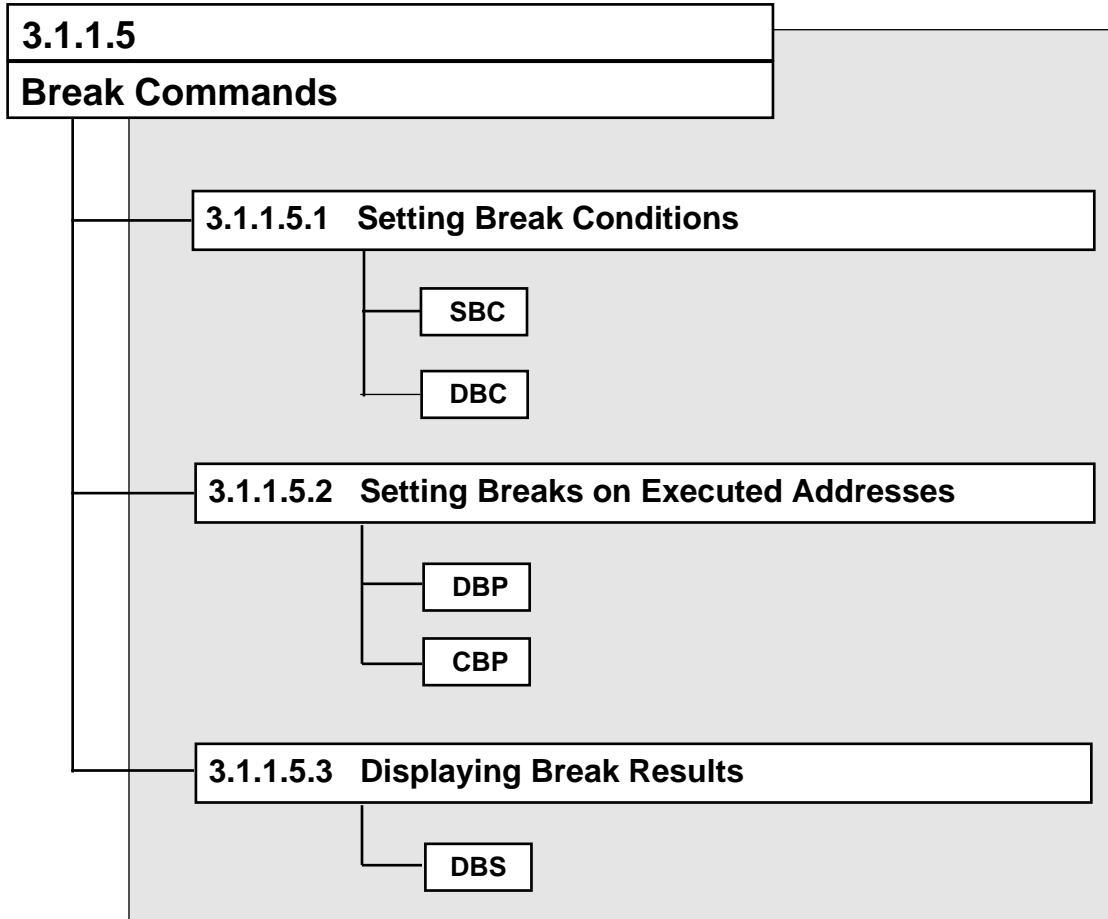 3.1.1.5
Break Commands
3.1.1.5.1 Setting Break Conditions
SBC
DBC
3.1.1.5.2 Setting Breaks on Executed Addresses
DBP
CBP
3.1.1.5.3 Displaying Break Results
DBS